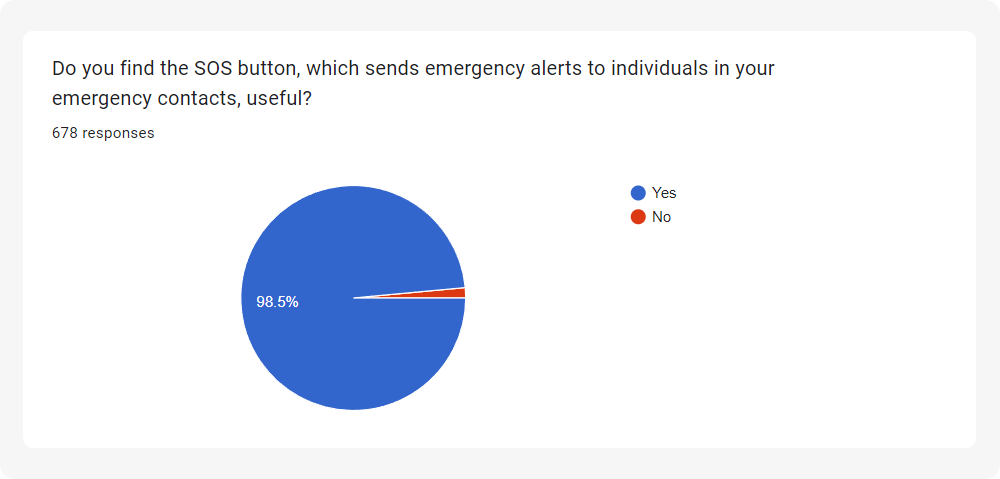 Do you find the SOS button, which sends emergency alerts to individuals in your
emergency contacts, useful?
678 responses
98.5%
Yes
No